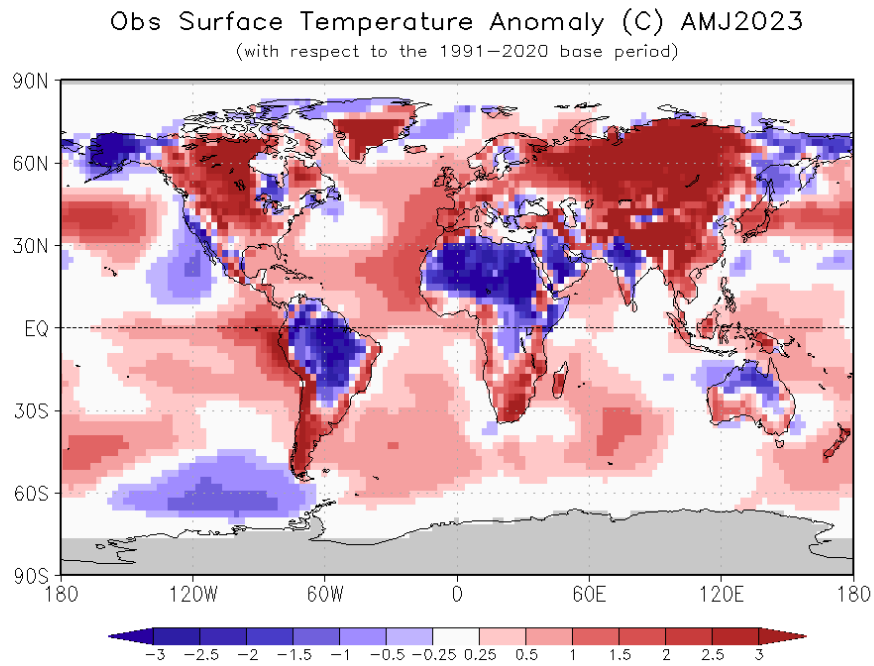 Obs Surface Temperature Anomaly (C) AMJ2023
(with respect to the 1991−2020 base period)
90N
60N
30N
EQ
30S
60S
90S
180 120W 60W 0 60E 120E 180
−3 −2.5 −2 −1.5 −1 −0.5 −0.25 0.25 0.5 1 1.5 2 2.5 3